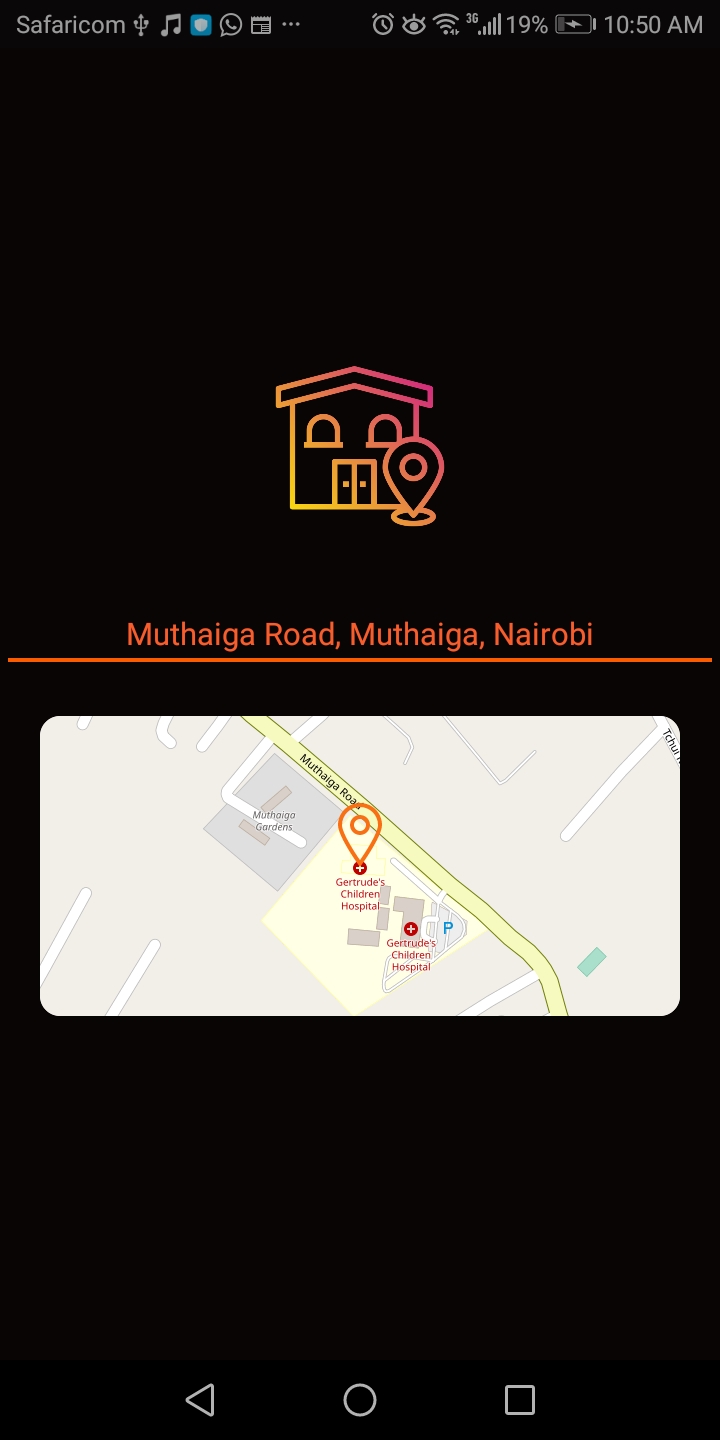 Safaricom 3G 19% 10:50 AM
Muthaiga Road, Muthaiga, Nairobi
Muthaiga Road
Muthaiga
Gardens
Gertrude's
Children
Hospital
P
Gertrude's
Children
Hospital